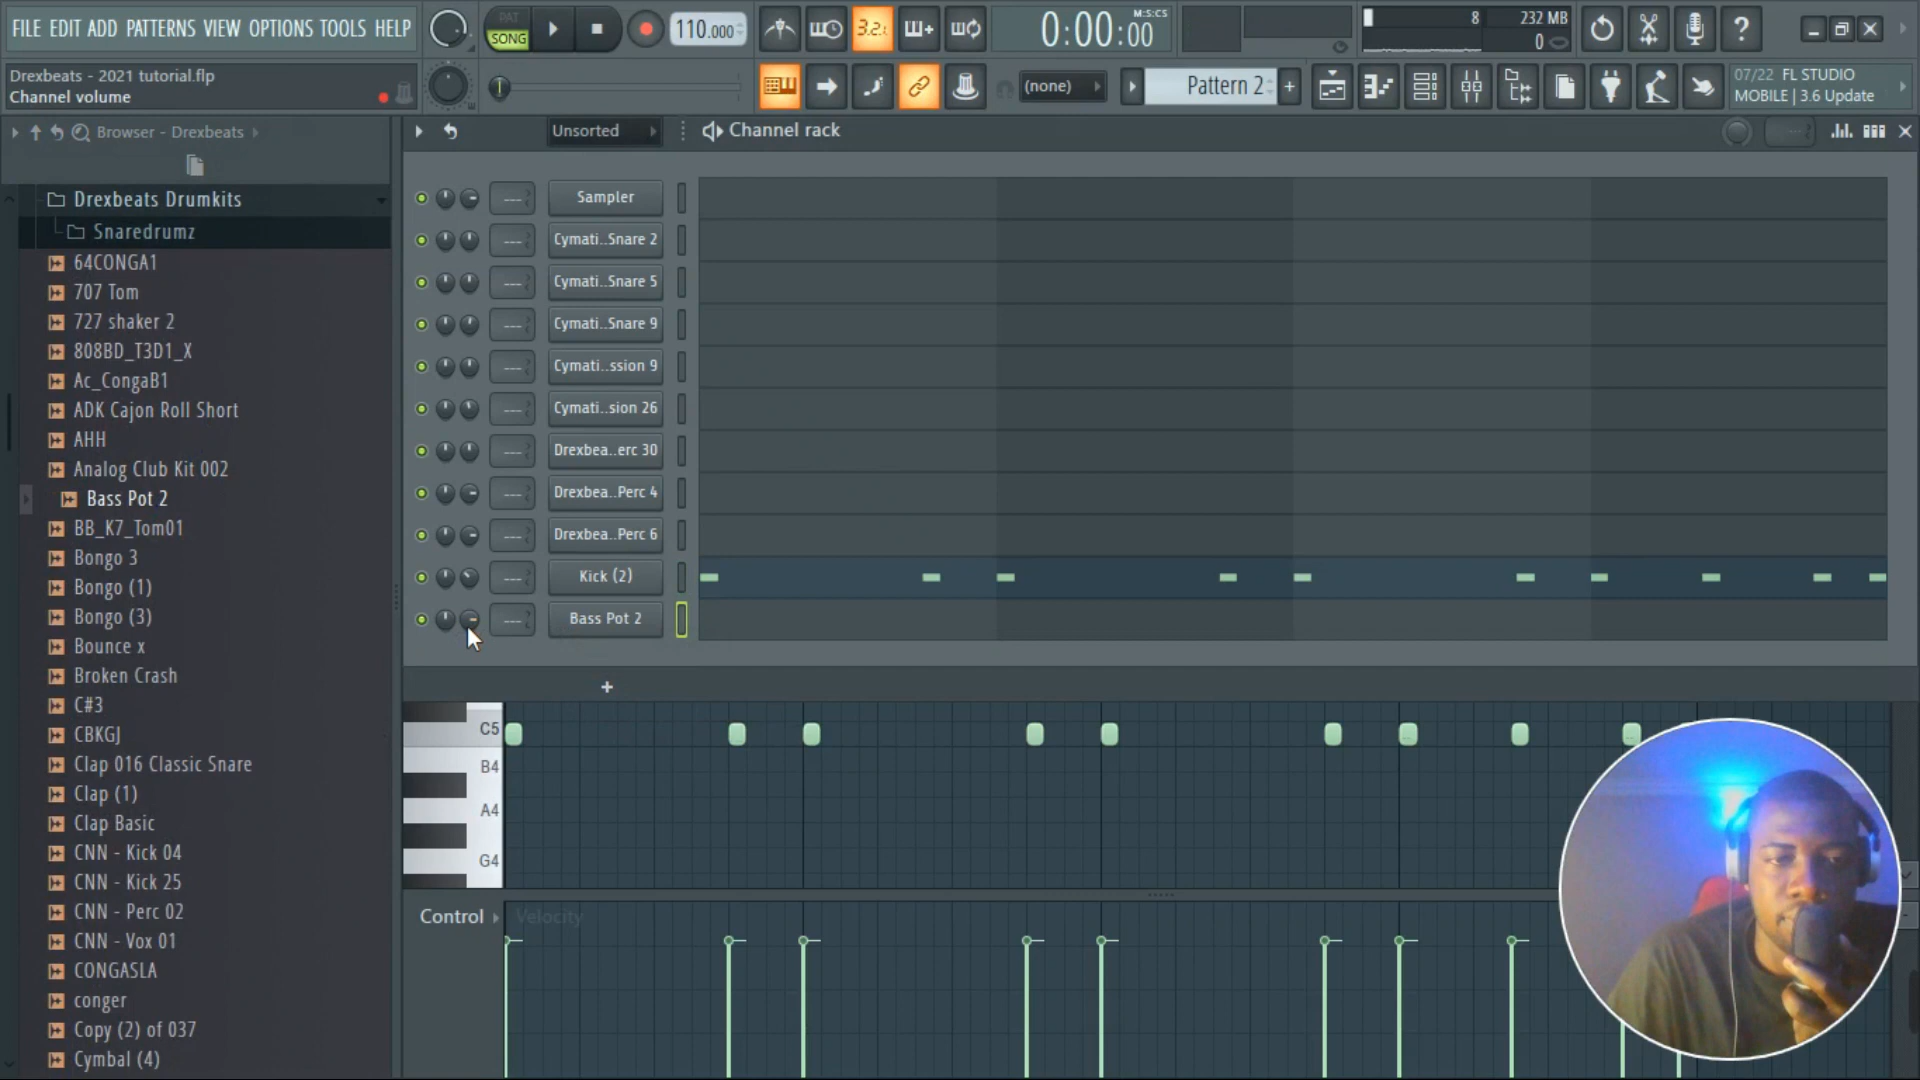 FILE EDIT ADD PATTERNS VIEW OPTIONS TOOLS HELP
PAT
SONG
110.000
3.2.
0:00:00
M:S:CS
8
232 MB
0
Drexbeats - 2021 tutorial.flp
Channel volume
(none)
Pattern 2
+
07/22 FL STUDIO
MOBILE | 3.6 Update
Browser - Drexbeats
Unsorted
Channel rack
Drexbeats Drumkits
Snaredrumz
64CONGA1
707 Tom
727 shaker 2
808BD_T3D1_X
Ac_CongaB1
ADK Cajon Roll Short
AHH
Analog Club Kit 002
Bass Pot 2
BB_K7_Tom01
Bongo 3
Bongo (1)
Bongo (3)
Bounce x
Broken Crash
C#3
CBKGJ
Clap 016 Classic Snare
Clap (1)
Clap Basic
CNN - Kick 04
CNN - Kick 25
CNN - Perc 02
CNN - Vox 01
CONGASLA
conger
Copy (2) of 037
Cymbal (4)
Sampler
Cymati..Snare 2
Cymati..Snare 5
Cymati..Snare 9
Cymati..ssion 9
Cymati..sion 26
Drexbea..erc 30
Drexbea..Perc 4
Drexbea..Perc 6
Kick (2)
Bass Pot 2
+
C5
B4
A4
G4
Control
Velocity